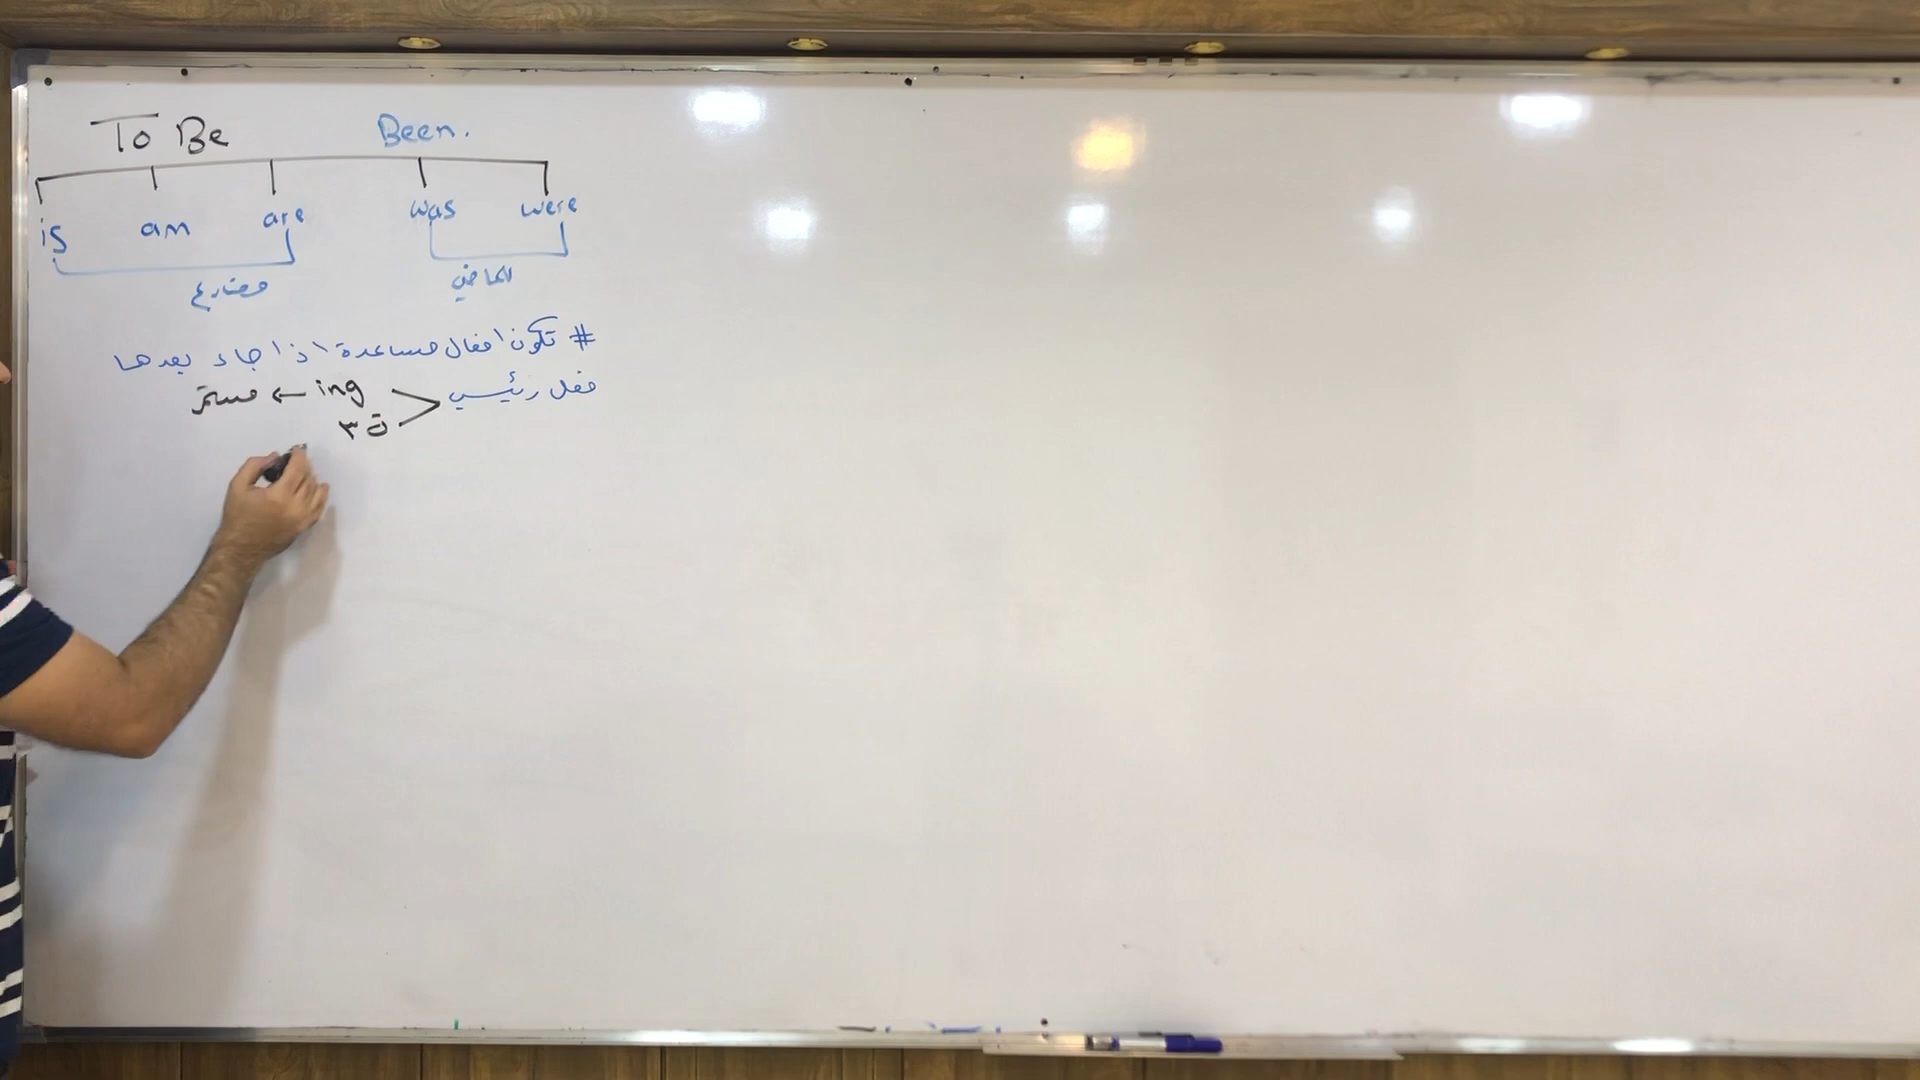 To Be Been.
is am are was were
مضارع الماضي
# تكون افعال مساعدة اذا جاء بعدها
فعل رئيسي ing ← مستمر
ت ٣